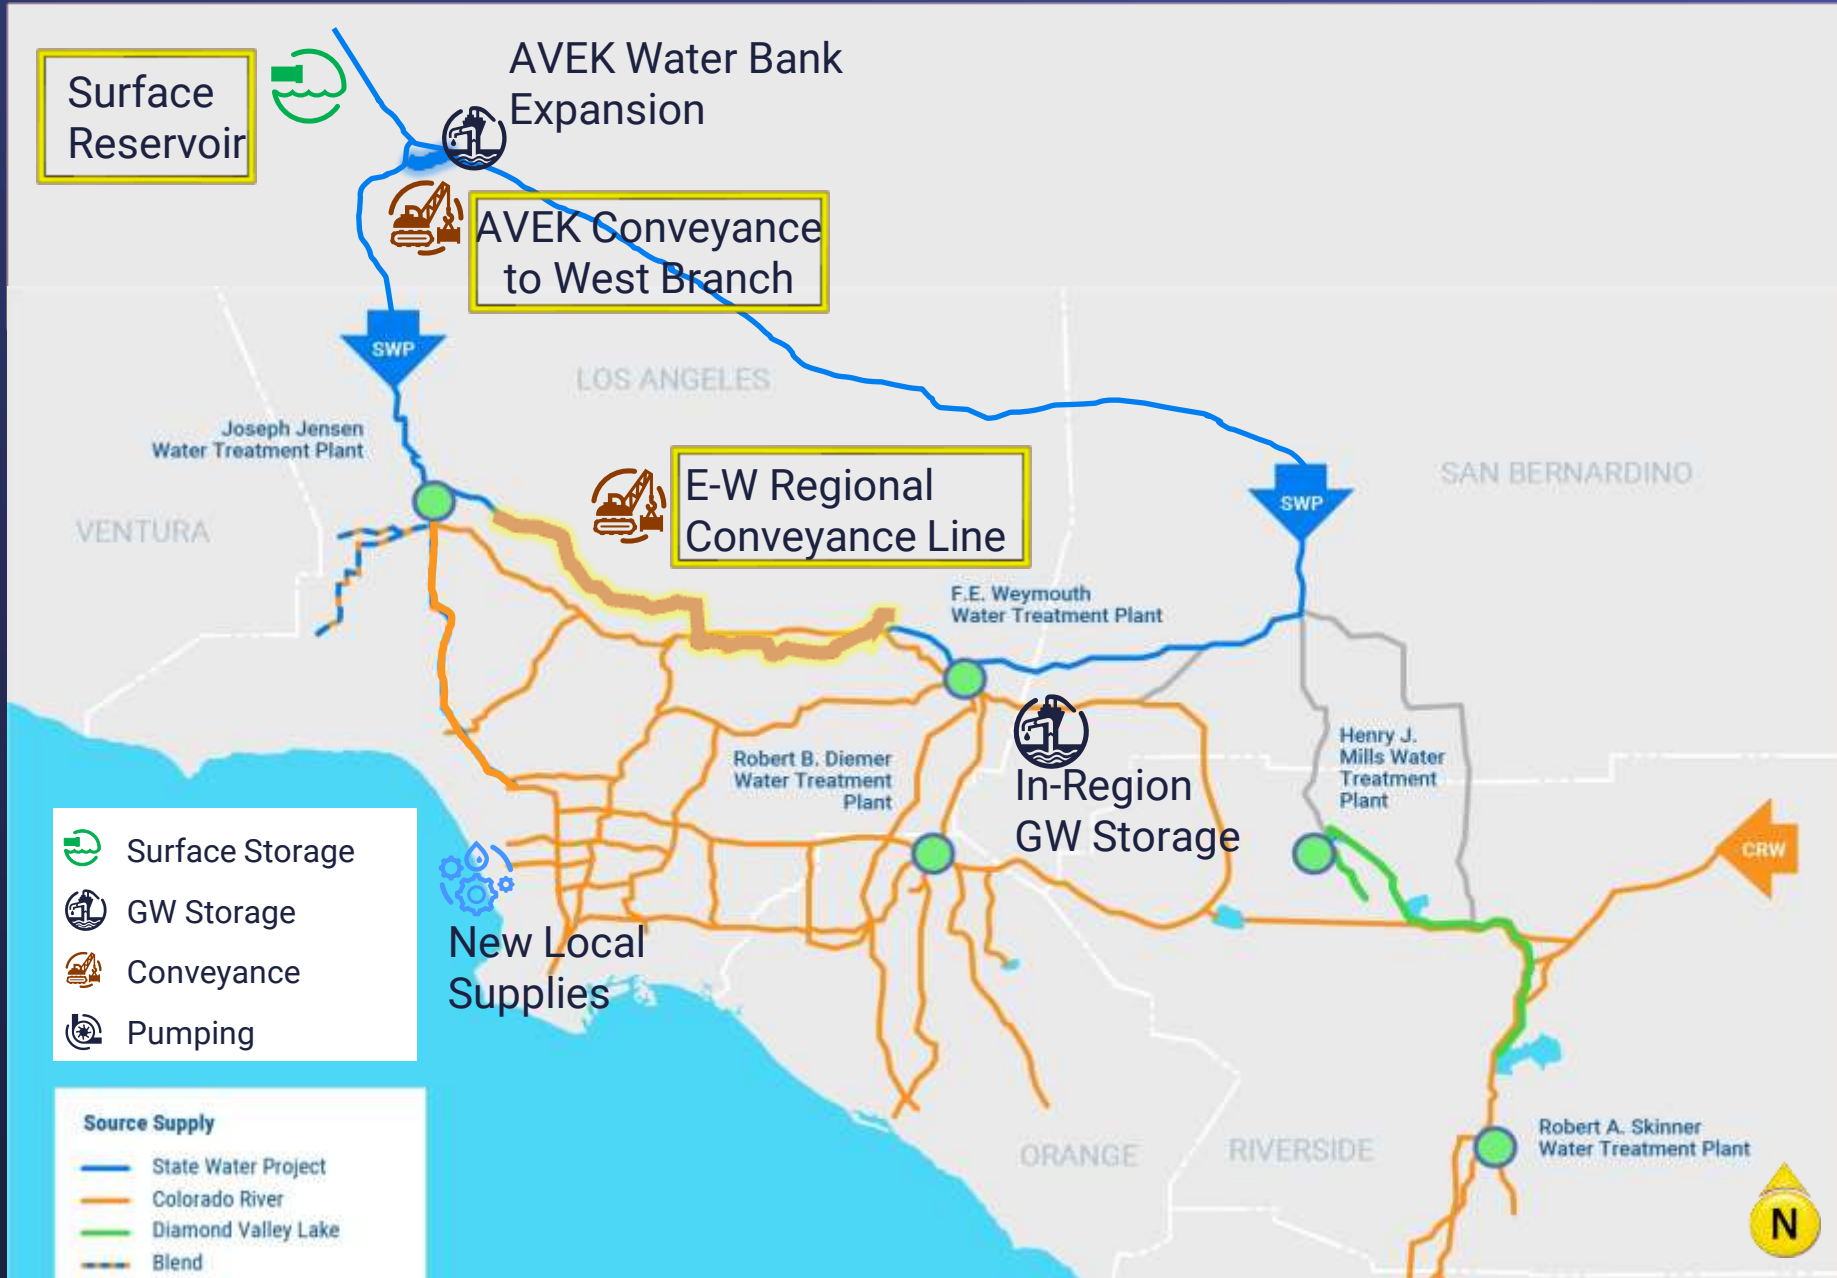 Surface
Reservoir
AVEK Water Bank
Expansion
AVEK Conveyance
to West Branch
SWP
LOS ANGELES
Joseph Jensen
Water Treatment Plant
VENTURA
E-W Regional
Conveyance Line
SWP
SAN BERNARDINO
F.E. Weymouth
Water Treatment Plant
Robert B. Diemer
Water Treatment
Plant
In-Region
GW Storage
Henry J.
Mills Water
Treatment
Plant
CRW
Surface Storage
GW Storage
Conveyance
Pumping
New Local
Supplies
Source Supply
State Water Project
Colorado River
Diamond Valley Lake
Blend
ORANGE
RIVERSIDE
Robert A. Skinner
Water Treatment Plant
N